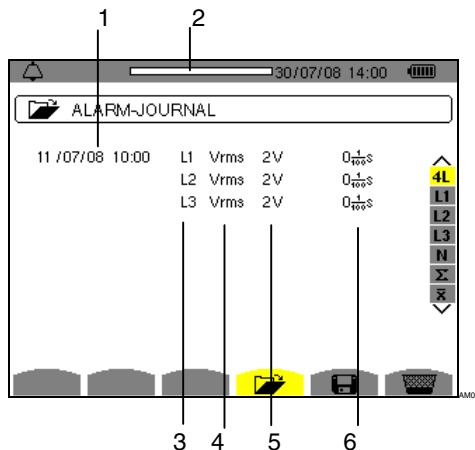 1 2
30/07/08 14:00
ALARM-JOURNAL
11 /07/08 10:00 L1 Vrms 2V 0 1/100 s
L2 Vrms 2V 0 1/100 s
L3 Vrms 2V 0 1/100 s
4L
L1
L2
L3
N
Σ
x̅
AM0
3 4 5 6